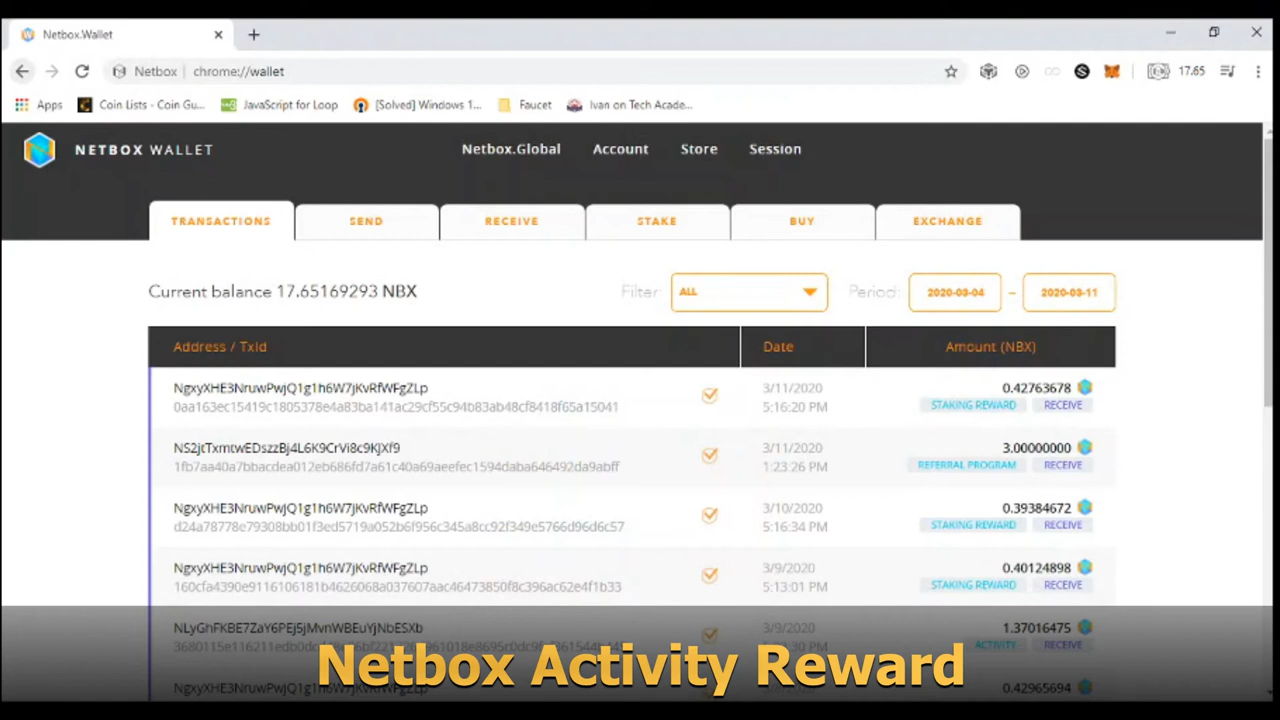 Netbox.Wallet
Netbox chrome://wallet 17.65
Apps Coin Lists - Coin Gu... JavaScript for Loop [Solved] Windows 1... Faucet Ivan on Tech Acade...
NETBOX WALLET Netbox.Global Account Store Session
TRANSACTIONS SEND RECEIVE STAKE BUY EXCHANGE
Current balance 17.65169293 NBX Filter: ALL Period: 2020-03-04 – 2020-03-11
Address / TxId Date Amount (NBX)
NgxyXHE3NruwPwjQ1g1h6W7jKvRfWFgZLp 3/11/2020 0.42763678
0aa163ec15419c1805378e4a83ba141ac29cf55c94b83ab48cf8418f65a15041 5:16:20 PM STAKING REWARD RECEIVE
NS2jtTxmtwEDszzBj4L6K9CrVi8c9KJXf9 3/11/2020 3.00000000
1fb7aa40a7bbacdea012eb686fd7a61c40a69aeefec1594daba646492da9abff 1:23:26 PM REFERRAL PROGRAM RECEIVE
NgxyXHE3NruwPwjQ1g1h6W7jKvRfWFgZLp 3/10/2020 0.39384672
d24a78778e79308bb01f3ed5719a052b6f956c345a8cc92f349e5766d96d6c57 5:16:34 PM STAKING REWARD RECEIVE
NgxyXHE3NruwPwjQ1g1h6W7jKvRfWFgZLp 3/9/2020 0.40124898
160cfa4390e9116106181b4626068a037607aac46473850f8c396ac62e4f1b33 5:13:01 PM STAKING REWARD RECEIVE
NLyGhFKBE7ZaY6PEj5jMvnWBEuYjNbESXb 3/9/2020 1.37016475
ACTIVITY RECEIVE
Netbox Activity Reward
0.42965694
RECEIVE